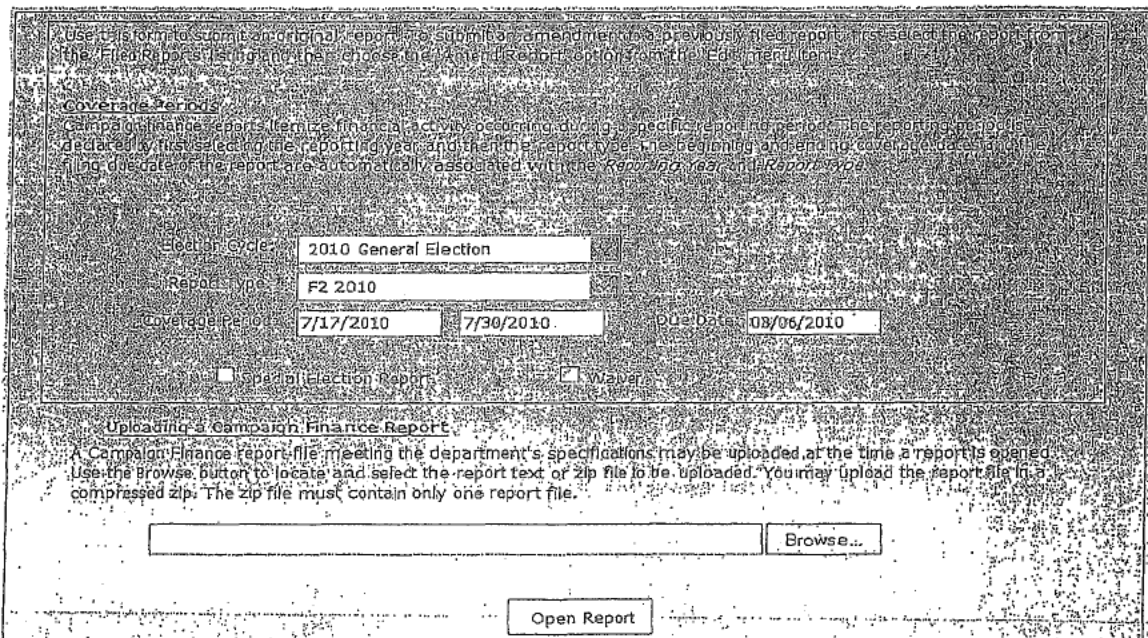 Use this form to submit an original report. To submit an amendment to a previously filed report, first select the report from
the 'Filed Reports' listing and then choose the 'Amend Report' option from the Edit menu item.
Coverage Periods
Campaign finance reports itemize financial activity occurring during a specific reporting period. The reporting period is
declared by first selecting the reporting year and then the report type. The beginning and ending coverage dates and the
filing due date of the report are automatically associated with the Reporting Year and Report Type.
Election Cycle: 2010 General Election
Report Type: F2 2010
Coverage Period: 7/17/2010 7/30/2010 Due Date: 08/06/2010
Special Election Report Waiver
Uploading a Campaign Finance Report
A Campaign Finance report file meeting the department's specifications may be uploaded at the time a report is opened.
Use the Browse button to locate and select the report text or zip file to be uploaded. You may upload the report file in a
compressed zip. The zip file must contain only one report file.
Browse...
Open Report